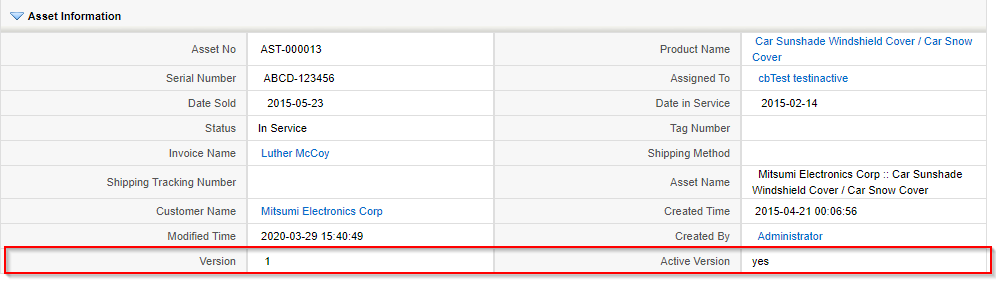 Asset Information
Asset No AST-000013 Product Name Car Sunshade Windshield Cover / Car Snow
Cover
Serial Number ABCD-123456 Assigned To cbTest testinactive
Date Sold 2015-05-23 Date in Service 2015-02-14
Status In Service Tag Number
Invoice Name Luther McCoy Shipping Method
Shipping Tracking Number Asset Name Mitsumi Electronics Corp :: Car Sunshade
Windshield Cover / Car Snow Cover
Customer Name Mitsumi Electronics Corp Created Time 2015-04-21 00:06:56
Modified Time 2020-03-29 15:40:49 Created By Administrator
Version 1 Active Version yes